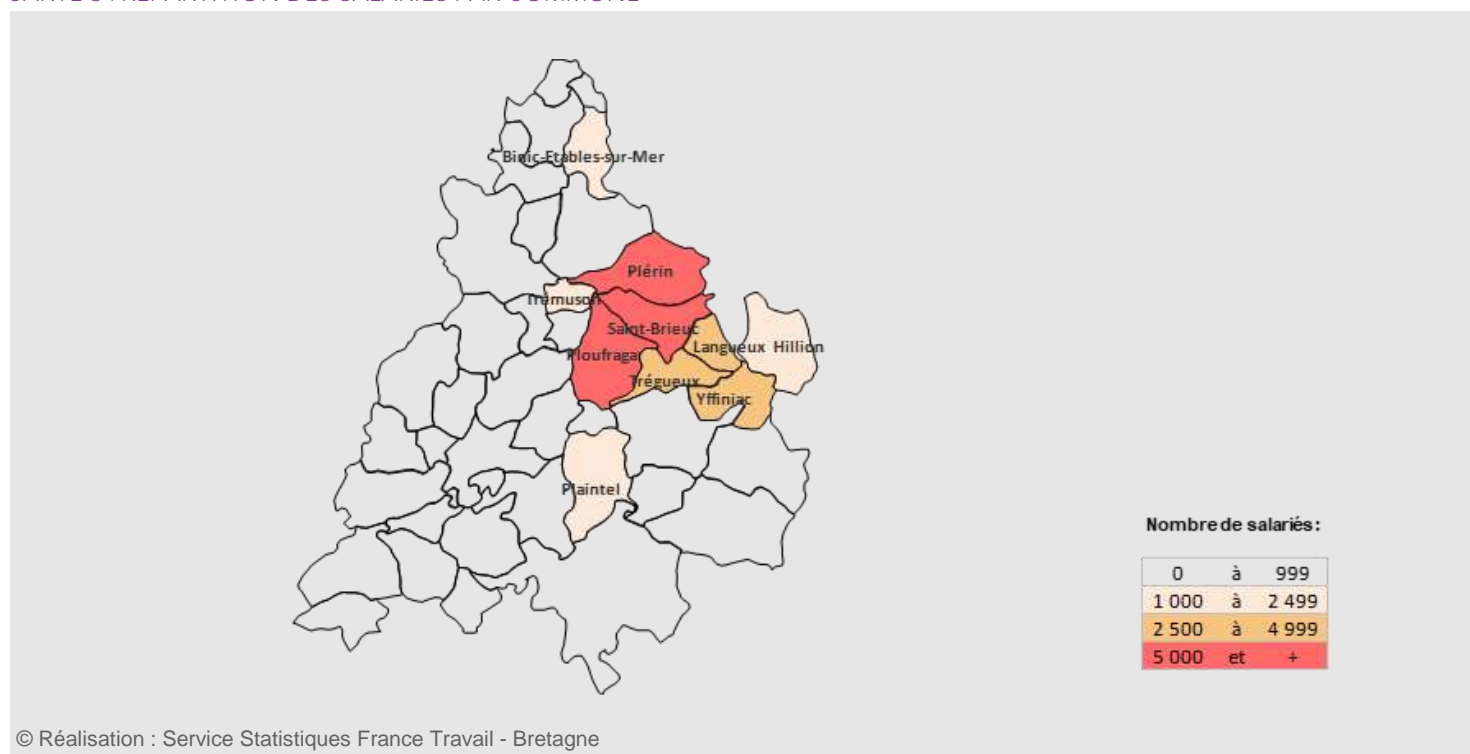 Binic-Etables-sur-Mer
Plérin
Trémuson
Saint-Brieuc
Langueux Hillion
Ploufraga
Trégueux
Yffiniac
Plaintel
Nombre de salariés :
0 à 999
1 000 à 2 499
2 500 à 4 999
5 000 et +
© Réalisation : Service Statistiques France Travail - Bretagne